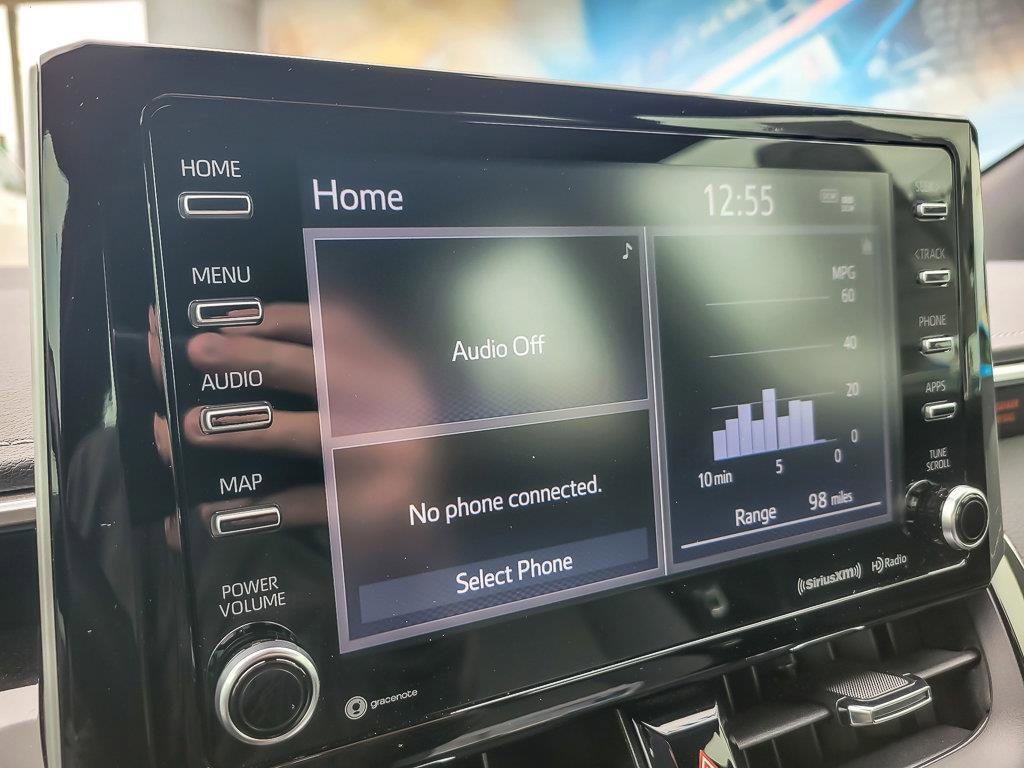 HOME
MENU
AUDIO
MAP
POWER
VOLUME
Home
12:55
Audio Off
No phone connected.
Select Phone
MPG
60
40
20
0
10 min
5
0
Range 98 miles
<TRACK
PHONE
APPS
TUNE
SCROLL
gracenote
SiriusXM
HD Radio